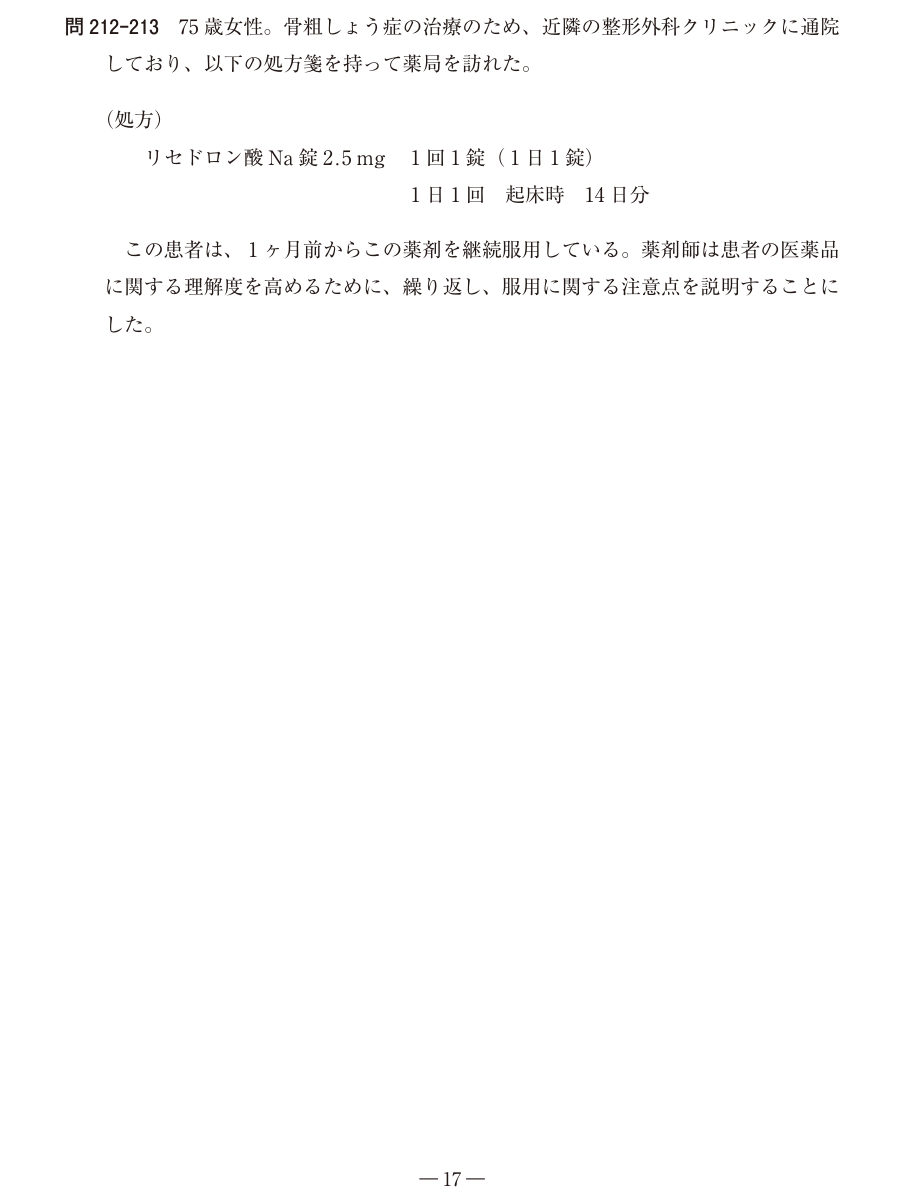 問 212-213 75 歳女性。骨粗しょう症の治療のため、近隣の整形外科クリニックに通院
しており、以下の処方箋を持って薬局を訪れた。
（処方）
リセドロン酸 Na 錠 2.5 mg 1 回 1 錠（1 日 1 錠）
1 日 1 回 起床時 14 日分
この患者は、1 ヶ月前からこの薬剤を継続服用している。薬剤師は患者の医薬品
に関する理解度を高めるために、繰り返し、服用に関する注意点を説明することに
した。
― 17 ―